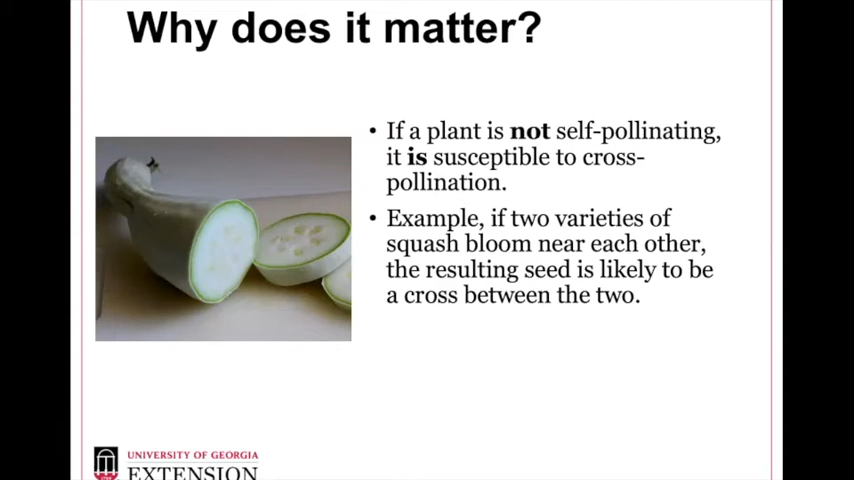 Why does it matter?
• If a plant is not self-pollinating,
it is susceptible to cross-
pollination.
• Example, if two varieties of
squash bloom near each other,
the resulting seed is likely to be
a cross between the two.
UNIVERSITY OF GEORGIA
EXTENSION